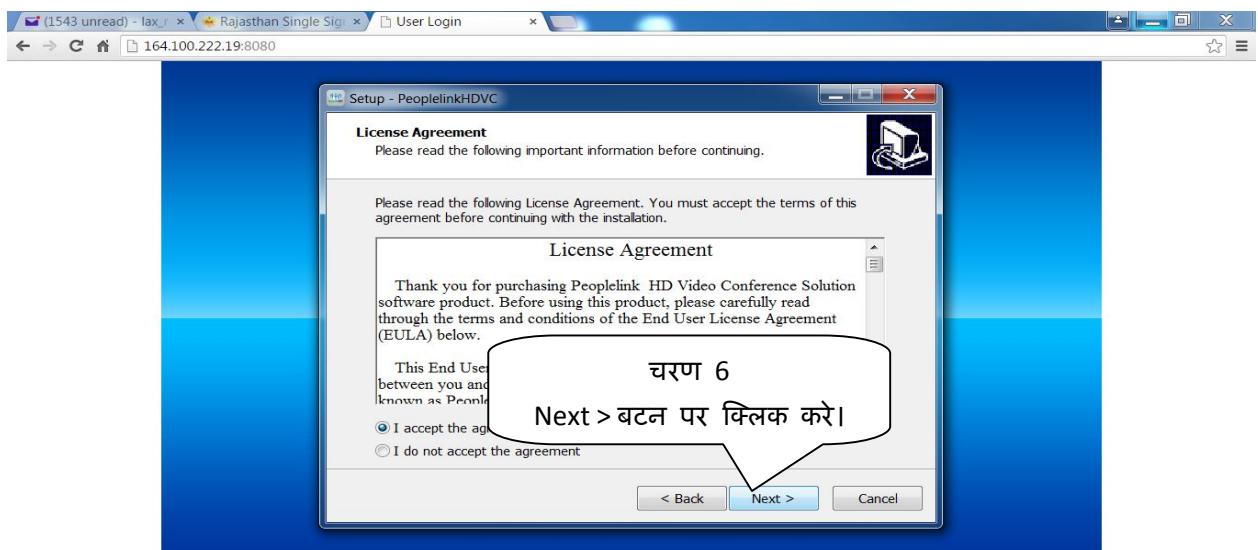 (1543 unread) - lax_r
Rajasthan Single Sig
User Login
164.100.222.19:8080
Setup - PeoplelinkHDVC
License Agreement
Please read the following important information before continuing.
Please read the following License Agreement. You must accept the terms of this
agreement before continuing with the installation.
License Agreement
Thank you for purchasing Peoplelink HD Video Conference Solution
software product. Before using this product, please carefully read
through the terms and conditions of the End User License Agreement
(EULA) below.
This End User
between you and
known as People
चरण 6
Next > बटन पर क्लिक करे।
I accept the ag
I do not accept the agreement
< Back
Next >
Cancel